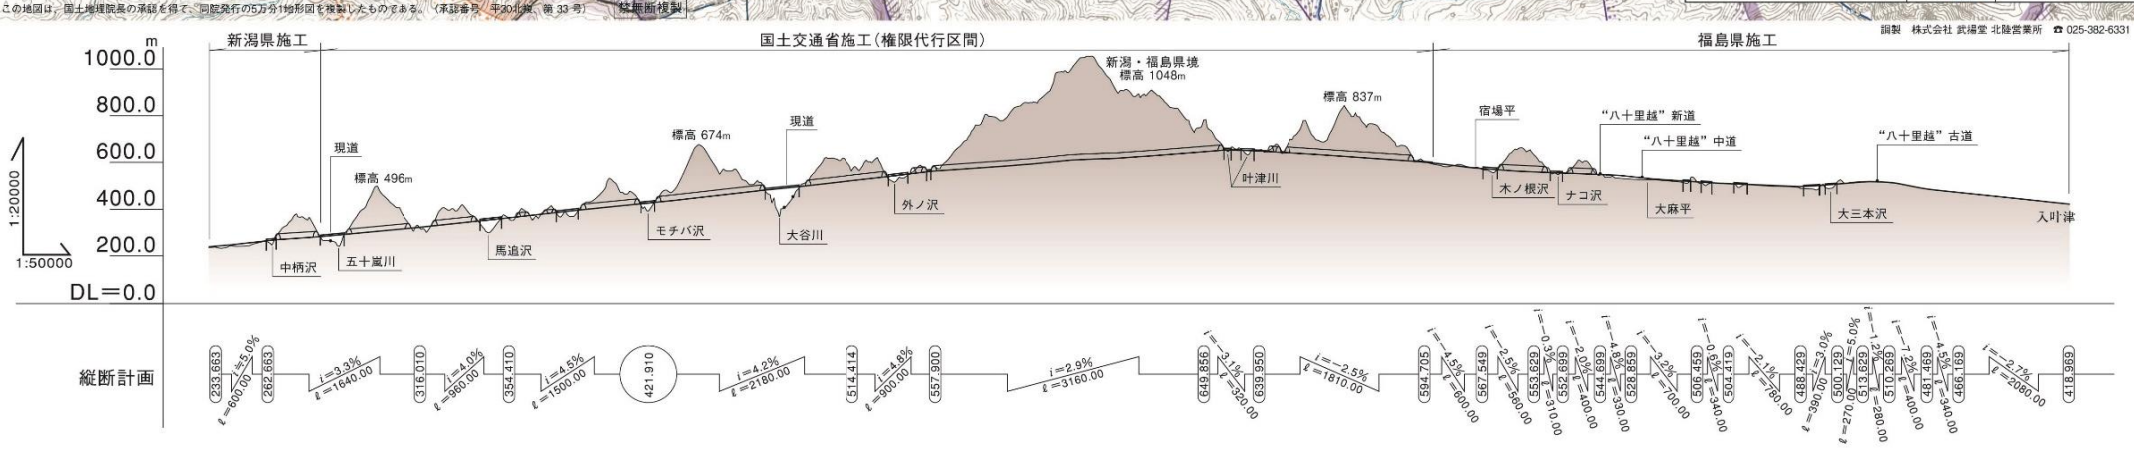 この地図は、国土地理院長の承認を得て、同院発行の5万分1地形図を複製したものである。（承認番号　平30北複、第 33 号）
禁無断複製
調製　株式会社 武揚堂 北陸営業所　☎ 025-382-6331
新潟県施工
国土交通省施工（権限代行区間）
福島県施工
m
1000.0
800.0
600.0
400.0
200.0
DL＝0.0
1:20000
1:50000
新潟・福島県境
標高 1048m
標高 837m
標高 674m
標高 496m
現道
現道
宿場平
“八十里越” 新道
“八十里越” 中道
“八十里越” 古道
中柄沢
五十嵐川
馬追沢
モチバ沢
大谷川
外ノ沢
叶津川
木ノ根沢
ナコ沢
大麻平
大三本沢
入叶津
縦断計画
233.663
i＝5.0%
ℓ＝600.00
262.663
i＝3.3%
ℓ＝1640.00
316.010
i＝4.0%
ℓ＝960.00
354.410
i＝4.5%
ℓ＝1500.00
421.910
i＝4.2%
ℓ＝2180.00
514.414
i＝4.8%
ℓ＝900.00
557.900
i＝2.9%
ℓ＝3160.00
649.856
i＝−3.1%
ℓ＝320.00
639.950
i＝−2.5%
ℓ＝1810.00
594.705
i＝−4.5%
ℓ＝600.00
567.549
i＝−2.5%
ℓ＝560.00
553.629
i＝−0.3%
ℓ＝310.00
552.699
i＝−2.0%
ℓ＝400.00
544.699
i＝−4.8%
ℓ＝330.00
528.859
i＝−3.2%
ℓ＝700.00
506.459
i＝−0.6%
ℓ＝340.00
504.419
i＝−2.1%
ℓ＝780.00
488.429
i＝3.0%
ℓ＝390.00
500.129
i＝5.0%
ℓ＝270.00
513.629
i＝−1.2%
ℓ＝280.00
510.269
i＝−7.2%
ℓ＝400.00
481.469
i＝−4.5%
ℓ＝340.00
466.169
i＝−2.7%
ℓ＝2080.00
418.969